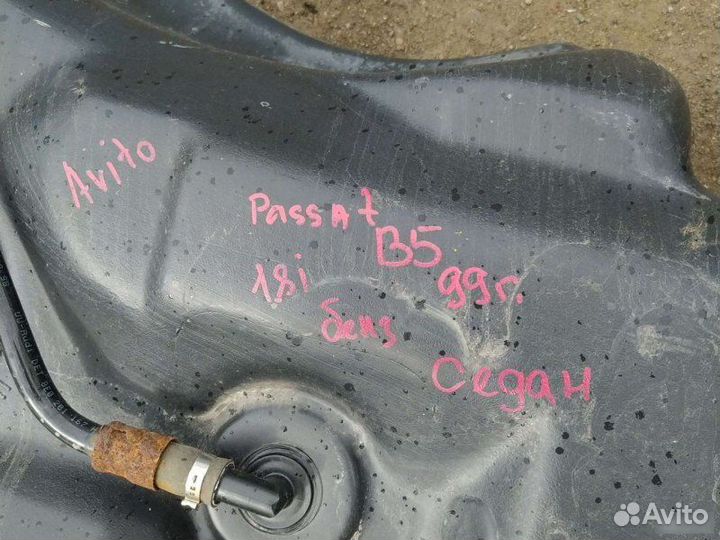 Avito
Passat
B5
1.8i
99г.
бенз
Седан
Avito